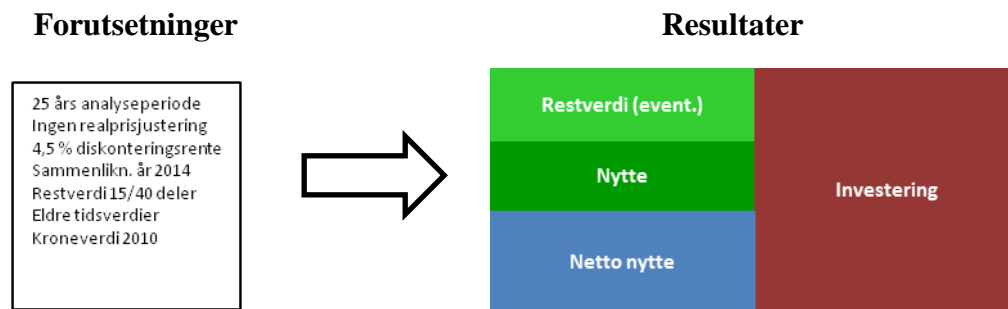 Forutsetninger
Resultater
25 års analyseperiode
Ingen realprisjustering
4,5 % diskonteringsrente
Sammenlikn. år 2014
Restverdi 15/40 deler
Eldre tidsverdier
Kroneverdi 2010
Restverdi (event.)
Nytte
Netto nytte
Investering